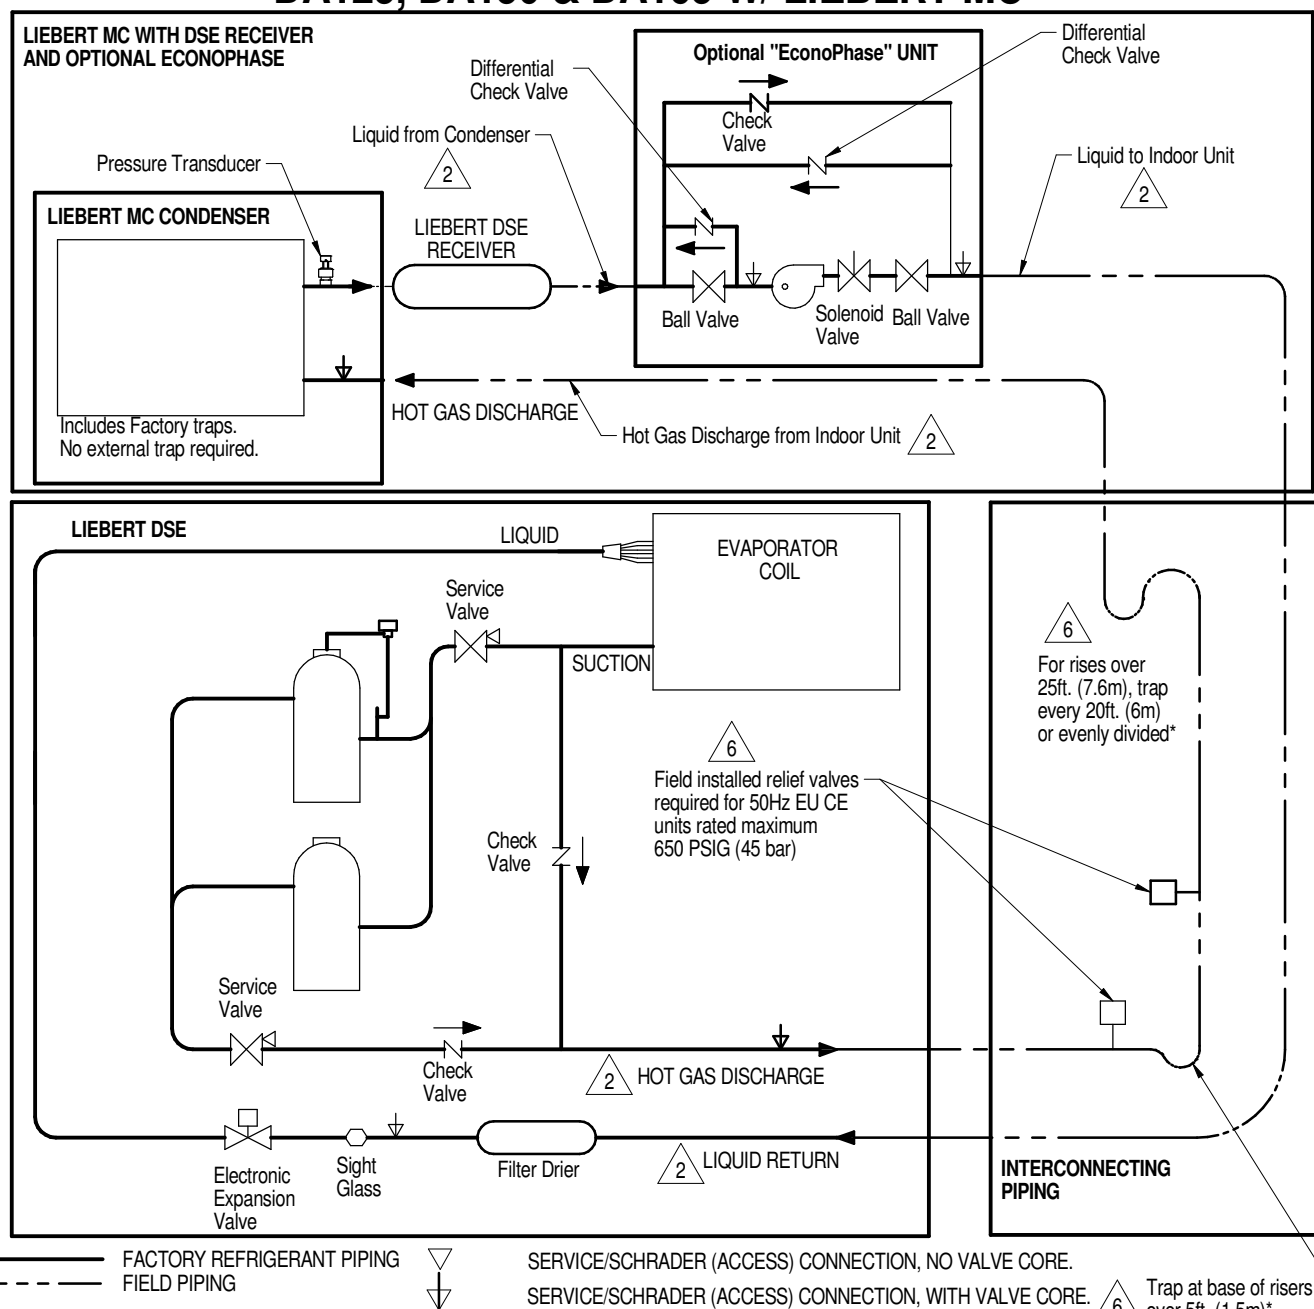 LIEBERT MC WITH DSE RECEIVER
AND OPTIONAL ECONOPHASE
Optional "EconoPhase" UNIT
Differential
Check Valve
Differential
Check Valve
Check
Valve
Liquid from Condenser
2
Liquid to Indoor Unit
2
Pressure Transducer
LIEBERT MC CONDENSER
LIEBERT DSE
RECEIVER
Ball Valve
Solenoid
Valve
Ball Valve
HOT GAS DISCHARGE
Includes Factory traps.
No external trap required.
Hot Gas Discharge from Indoor Unit
2
LIEBERT DSE
LIQUID
EVAPORATOR
COIL
Service
Valve
SUCTION
6
For rises over
25ft. (7.6m), trap
every 20ft. (6m)
or evenly divided*
6
Field installed relief valves
required for 50Hz EU CE
units rated maximum
650 PSIG (45 bar)
Check
Valve
Service
Valve
Check
Valve
2
HOT GAS DISCHARGE
Electronic
Expansion
Valve
Sight
Glass
Filter Drier
2
LIQUID RETURN
INTERCONNECTING
PIPING
FACTORY REFRIGERANT PIPING
FIELD PIPING
SERVICE/SCHRADER (ACCESS) CONNECTION, NO VALVE CORE.
SERVICE/SCHRADER (ACCESS) CONNECTION, WITH VALVE CORE.
6
Trap at base of risers
over 5ft. (1.5m)*